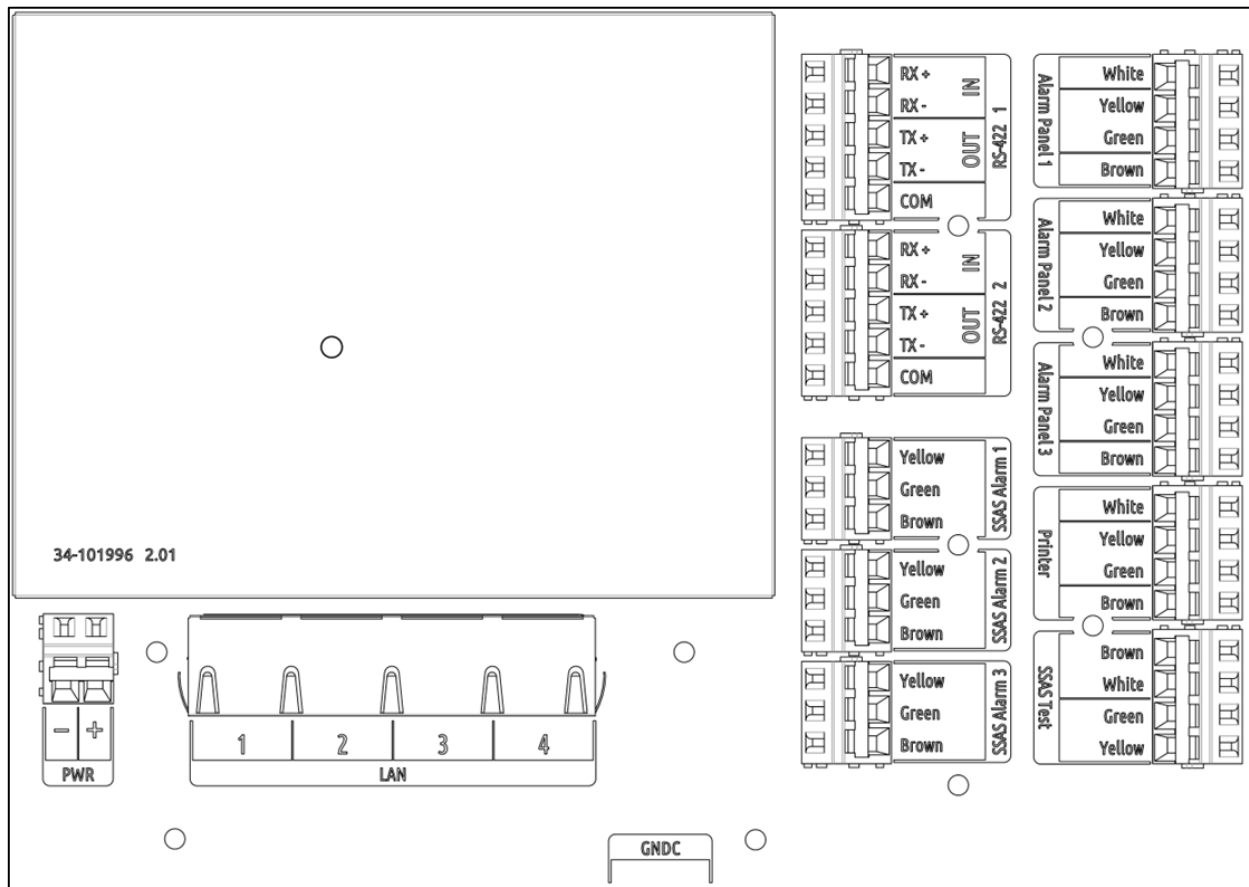 34-101996 2.01
- +
PWR
1 2 3 4
LAN
GNDC
RX +
RX -
IN
TX +
TX -
OUT
COM
RS-422 1
RX +
RX -
IN
TX +
TX -
OUT
COM
RS-422 2
Yellow
Green
Brown
SSAS Alarm 1
Yellow
Green
Brown
SSAS Alarm 2
Yellow
Green
Brown
SSAS Alarm 3
Alarm Panel 1
White
Yellow
Green
Brown
Alarm Panel 2
White
Yellow
Green
Brown
Alarm Panel 3
White
Yellow
Green
Brown
Printer
White
Yellow
Green
Brown
SSAS Test
Brown
White
Green
Yellow